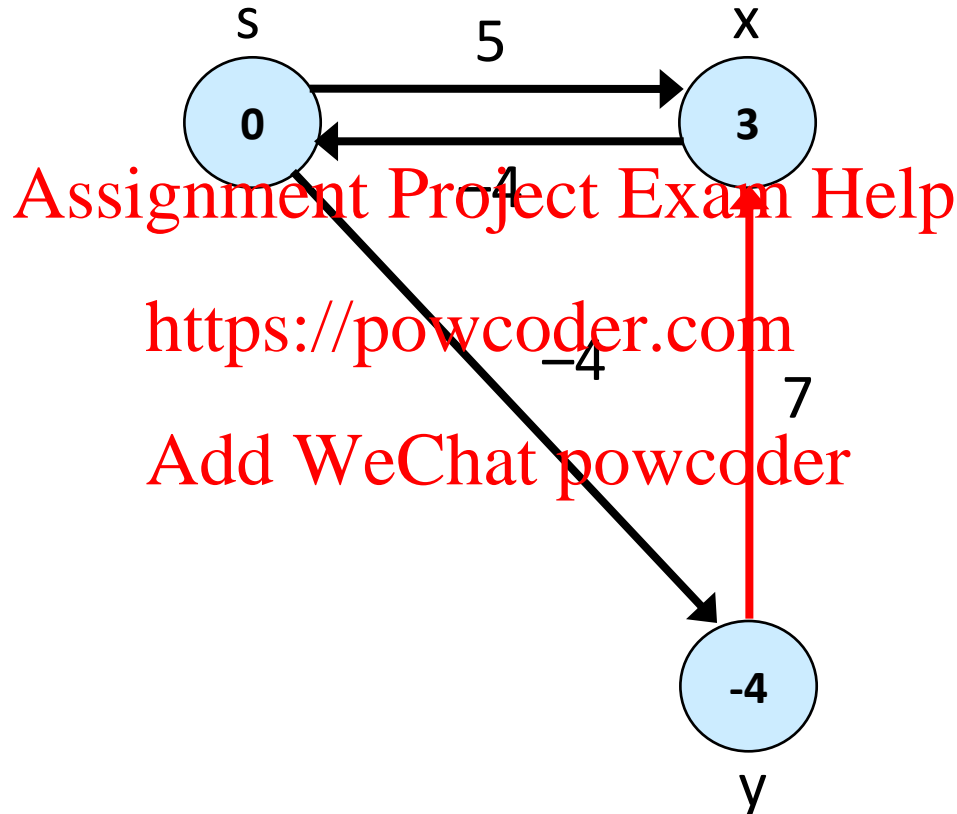 s
x
5
0
3
–4
Assignment Project Exam Help
https://powcoder.com
–4
7
Add WeChat powcoder
-4
y